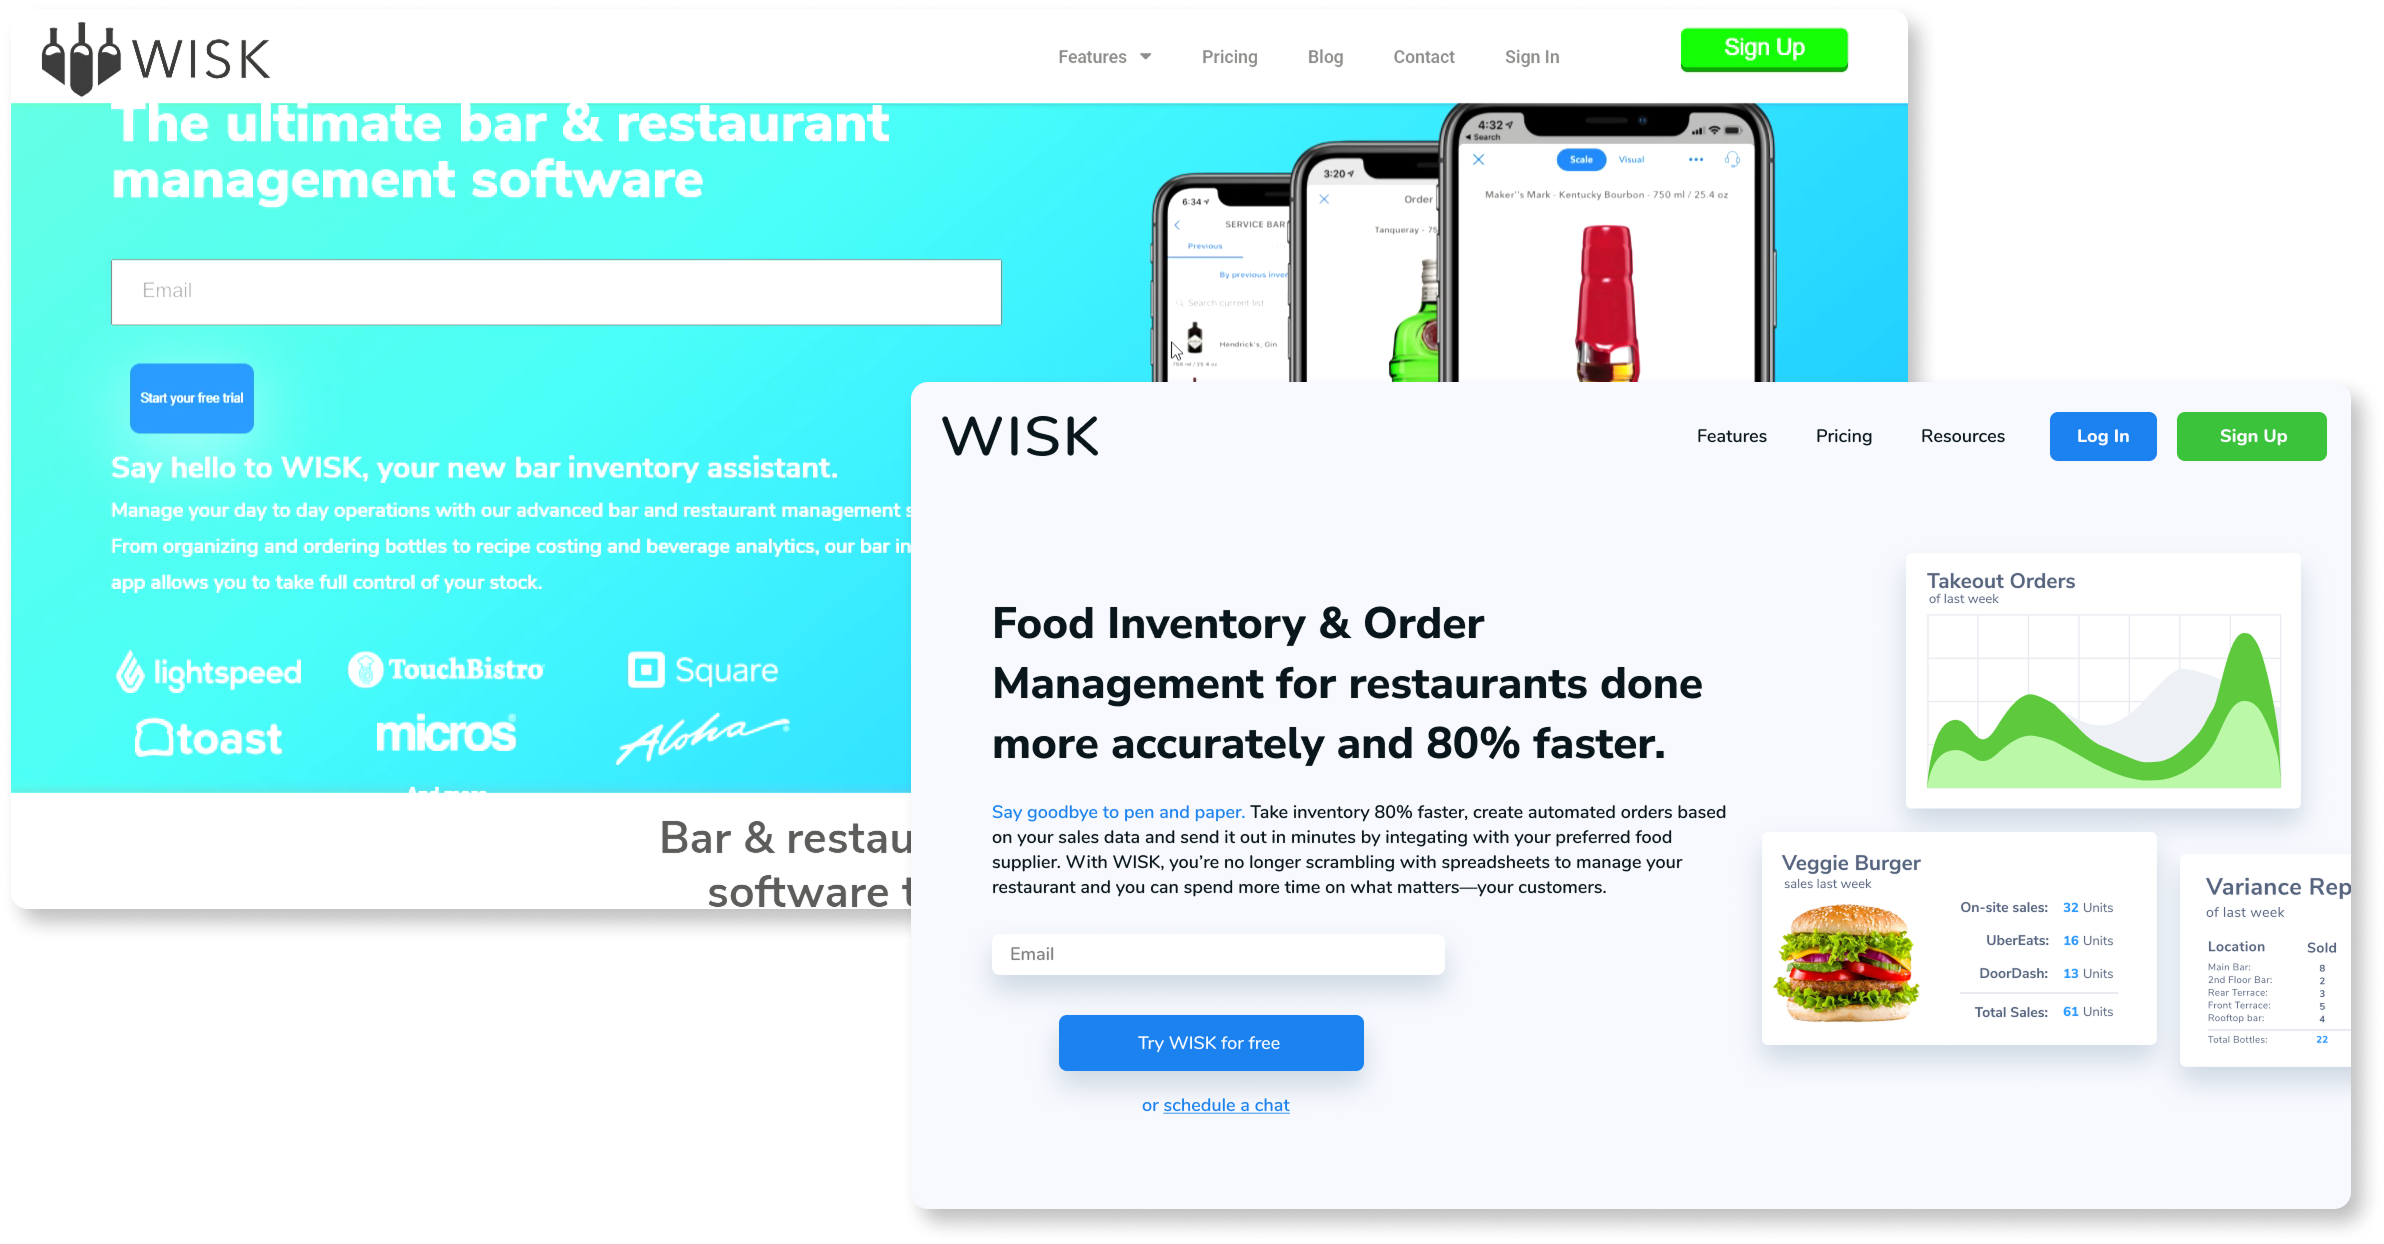 WISK
Features
Pricing
Blog
Contact
Sign In
Sign Up
The ultimate bar & restaurant
management software
Email
Start your free trial
Say hello to WISK, your new bar inventory assistant.
Manage your day to day operations with our advanced bar and restaurant management
From organizing and ordering bottles to recipe costing and beverage analytics, our bar in
app allows you to take full control of your stock.
lightspeed
TouchBistro
Square
toast
micros
Aloha
And more
Bar & restau
software t
6:34
SERVICE BAR
Previous
By previous inver
Search current list
Hendrick's, Gin
750 ml / 25.4 oz
3:20
Order
Tanqueray - 75
4:32
Search
Scale
Visual
Maker''s Mark - Kentucky Bourbon - 750 ml / 25.4 oz
WISK
Features
Pricing
Resources
Log In
Sign Up
Food Inventory & Order
Management for restaurants done
more accurately and 80% faster.
Say goodbye to pen and paper. Take inventory 80% faster, create automated orders based
on your sales data and send it out in minutes by integating with your preferred food
supplier. With WISK, you're no longer scrambling with spreadsheets to manage your
restaurant and you can spend more time on what matters—your customers.
Email
Try WISK for free
or schedule a chat
Takeout Orders
of last week
Veggie Burger
sales last week
On-site sales: 32 Units
UberEats: 16 Units
DoorDash: 13 Units
Total Sales: 61 Units
Variance Rep
of last week
Location Sold
Main Bar: 8
2nd Floor Bar: 2
Rear Terrace: 3
Front Terrace: 5
Rooftop bar: 4
Total Bottles: 22